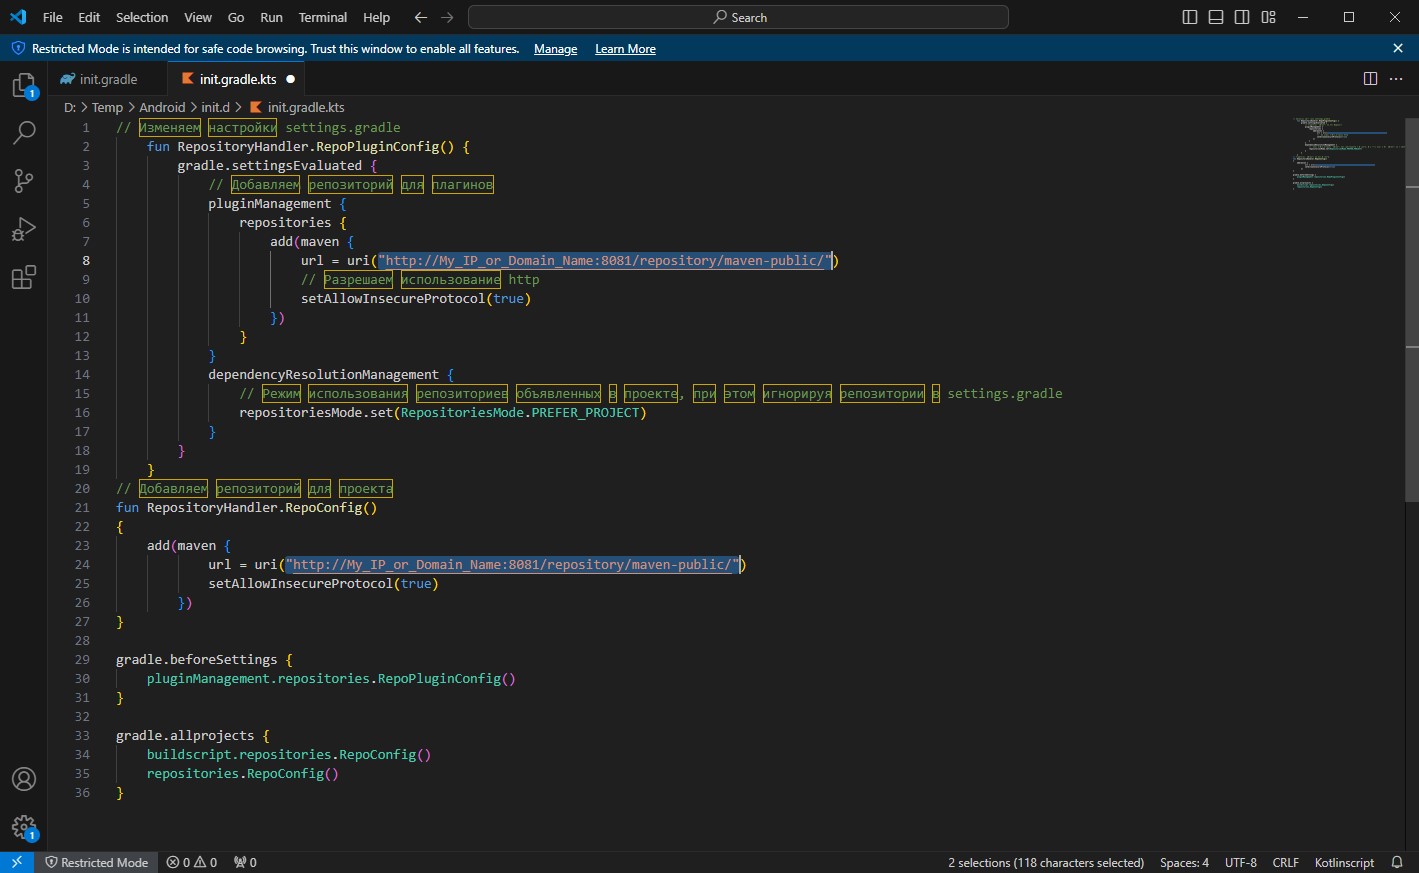 File Edit Selection View Go Run Terminal Help Search
Restricted Mode is intended for safe code browsing. Trust this window to enable all features. Manage Learn More
init.gradle init.gradle.kts
D: > Temp > Android > init.d > init.gradle.kts
1 // Изменяем настройки settings.gradle
2 fun RepositoryHandler.RepoPluginConfig() {
3 gradle.settingsEvaluated {
4 // Добавляем репозиторий для плагинов
5 pluginManagement {
6 repositories {
7 add(maven {
8 url = uri("http://My_IP_or_Domain_Name:8081/repository/maven-public/")
9 // Разрешаем использование http
10 setAllowInsecureProtocol(true)
11 })
12 }
13 }
14 dependencyResolutionManagement {
15 // Режим использования репозиториев объявленных в проекте, при этом игнорируя репозитории в settings.gradle
16 repositoriesMode.set(RepositoriesMode.PREFER_PROJECT)
17 }
18 }
19 }
20 // Добавляем репозиторий для проекта
21 fun RepositoryHandler.RepoConfig()
22 {
23 add(maven {
24 url = uri("http://My_IP_or_Domain_Name:8081/repository/maven-public/")
25 setAllowInsecureProtocol(true)
26 })
27 }
28
29 gradle.beforeSettings {
30 pluginManagement.repositories.RepoPluginConfig()
31 }
32
33 gradle.allprojects {
34 buildscript.repositories.RepoConfig()
35 repositories.RepoConfig()
36 }
1
1
Restricted Mode 0 0 0 2 selections (118 characters selected) Spaces: 4 UTF-8 CRLF Kotlinscript